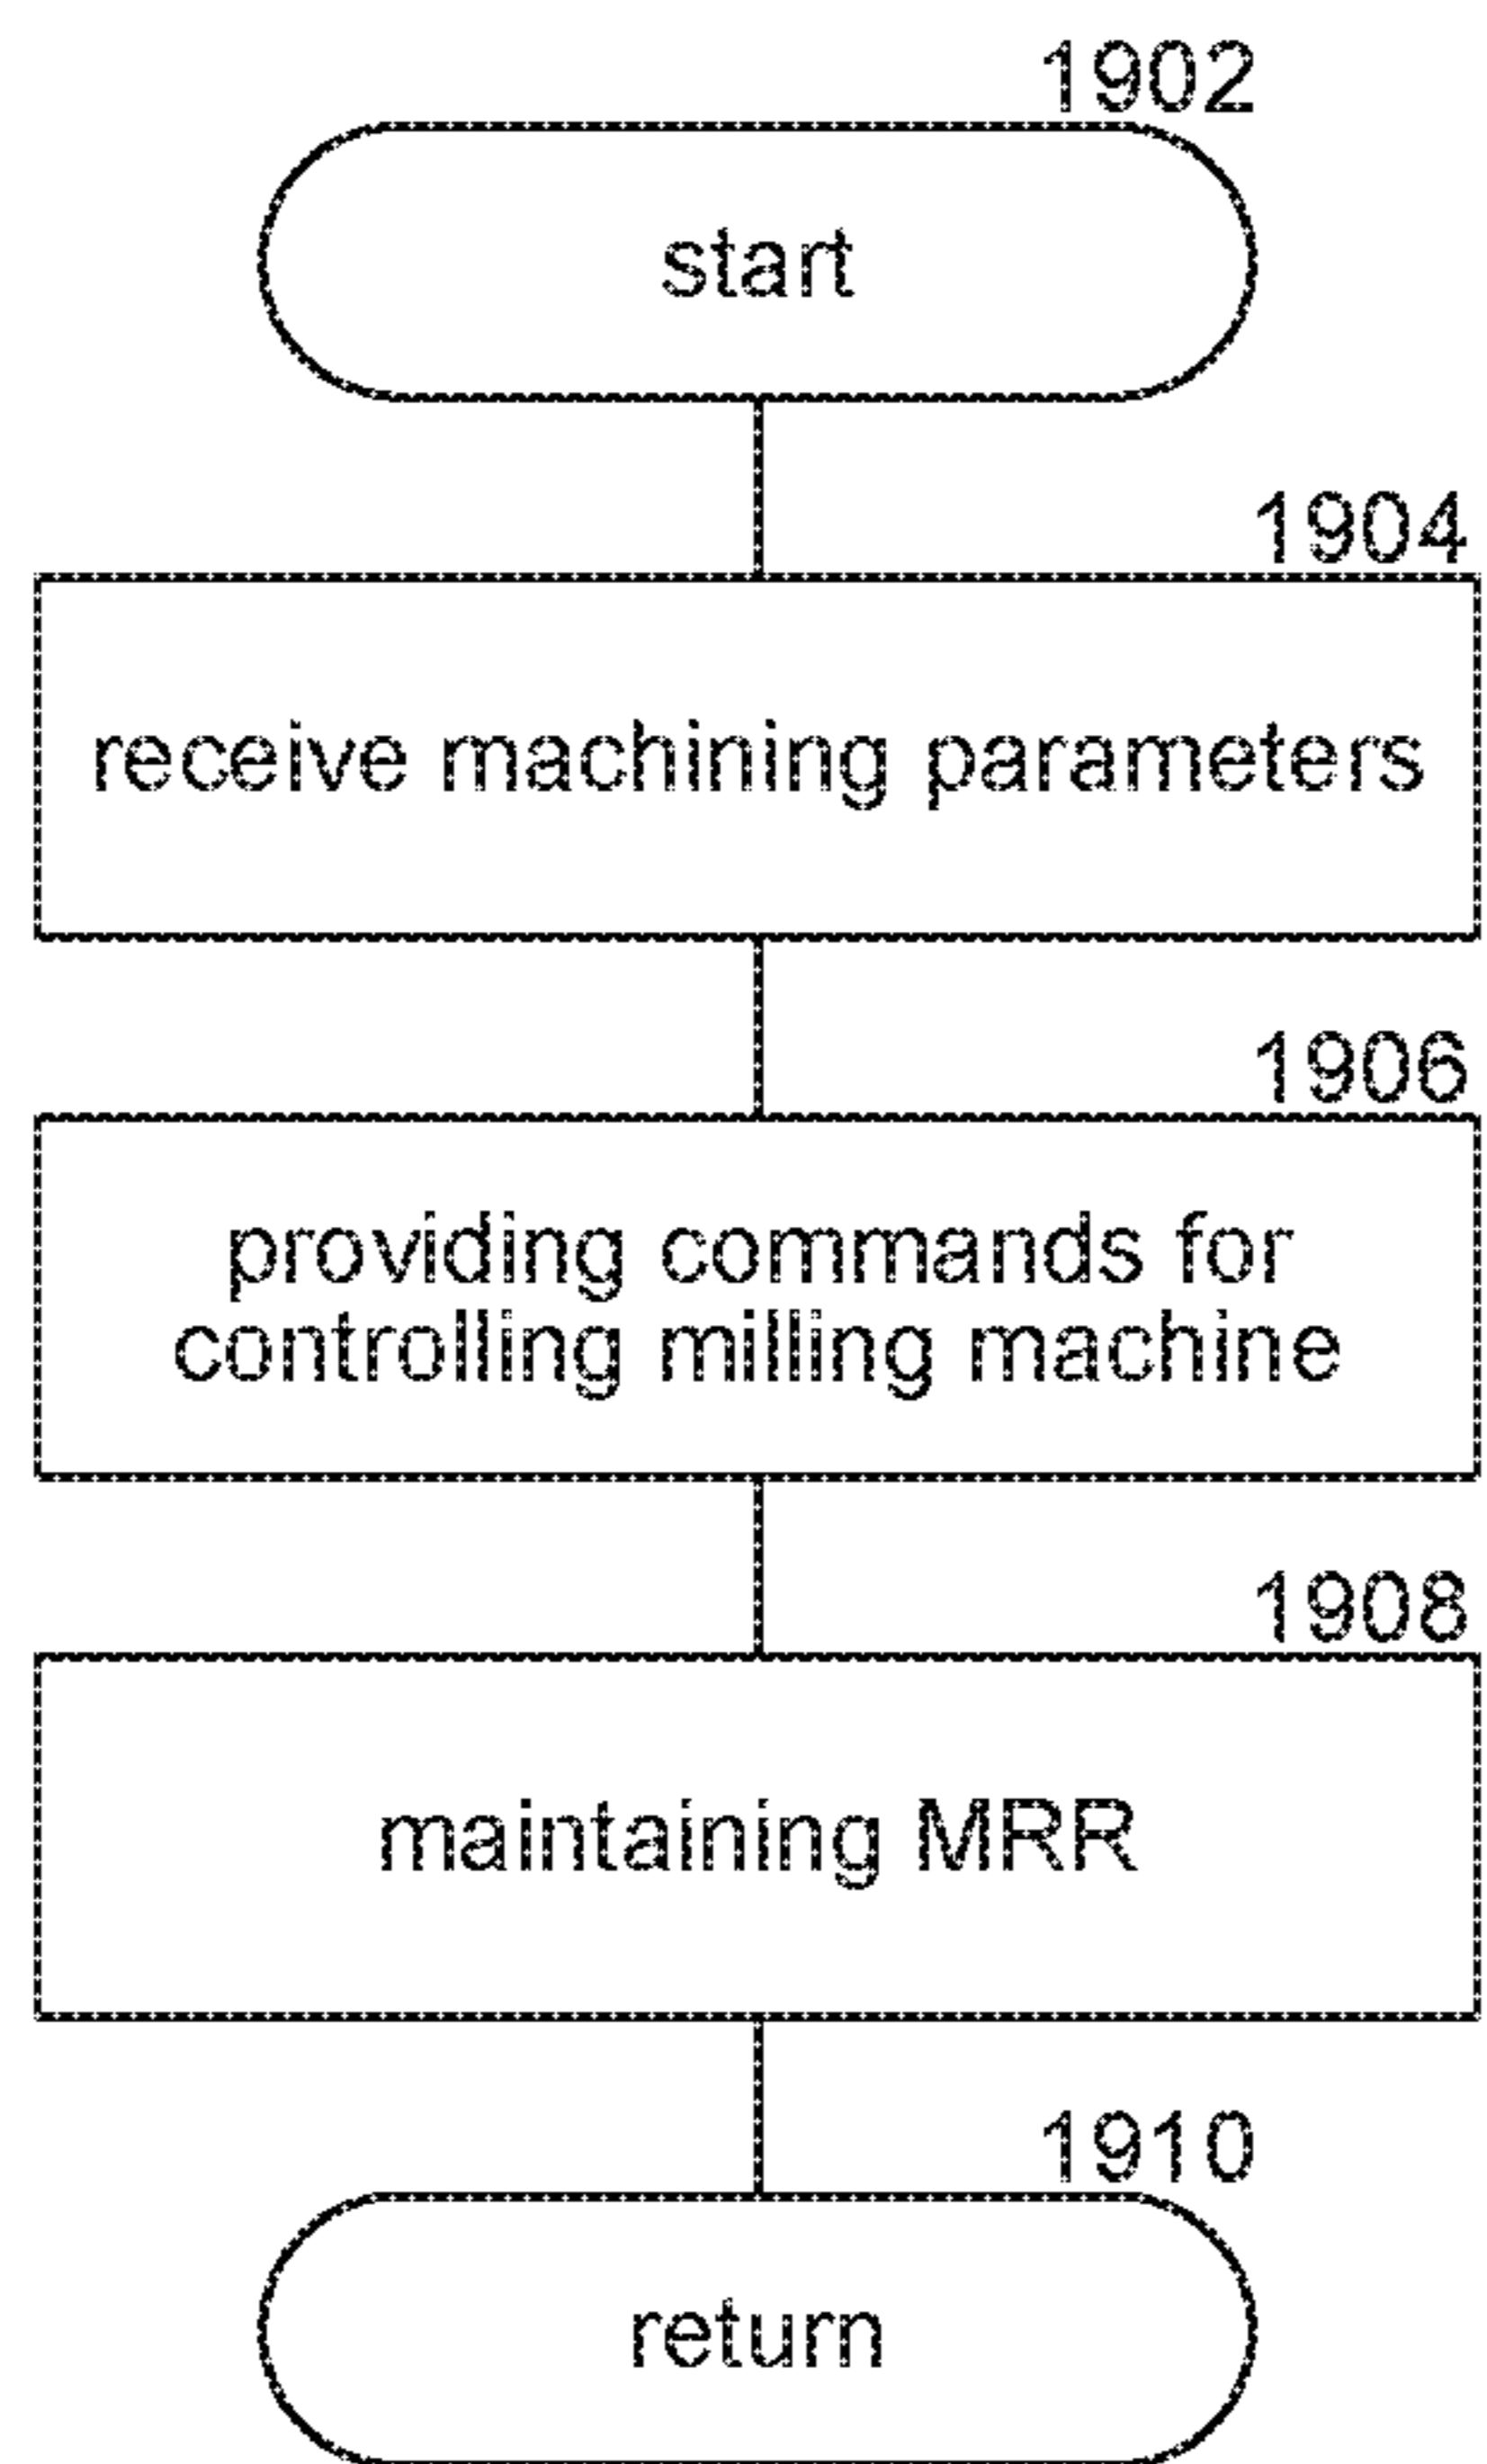 1902
start
1904
receive machining parameters
1906
providing commands for
controlling milling machine
1908
maintaining MRR
1910
return